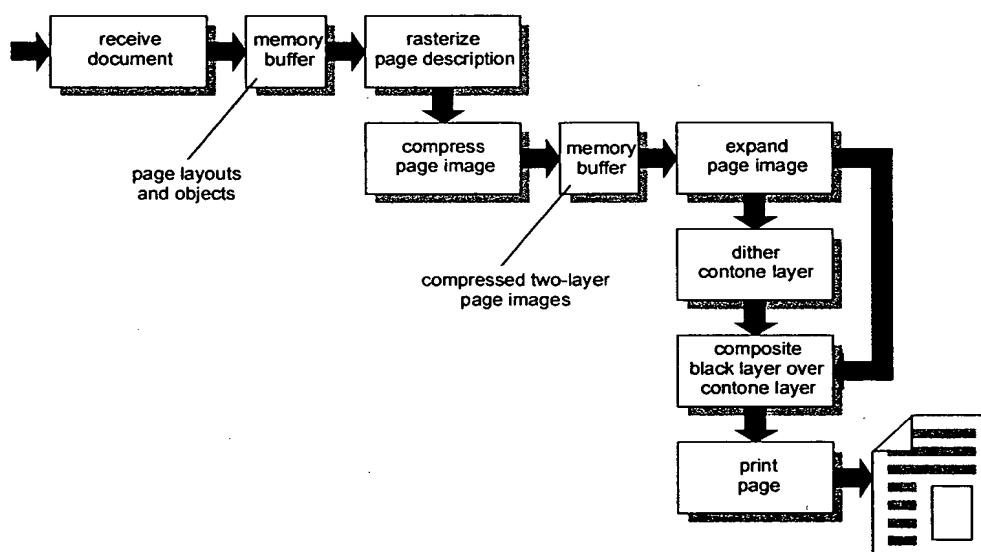 receive
document
memory
buffer
rasterize
page description
page layouts
and objects
compress
page image
memory
buffer
expand
page image
compressed two-layer
page images
dither
contone layer
composite
black layer over
contone layer
print
page